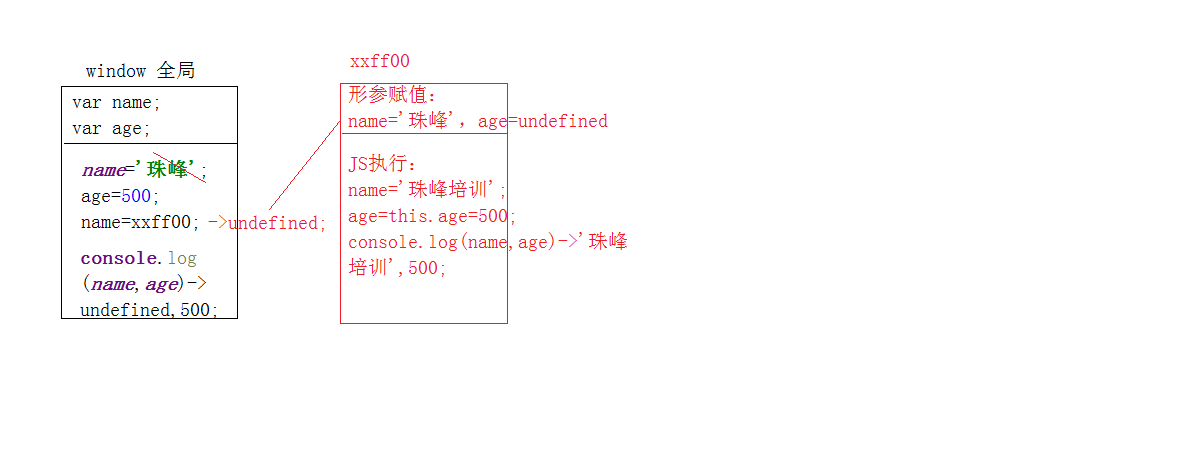 window 全局
var name;
var age;
name='珠峰';
age=500;
name=xxff00; ->undefined;
console.log
(name,age)->
undefined,500;
xxff00
形参赋值:
name='珠峰', age=undefined
JS执行:
name='珠峰培训';
age=this.age=500;
console.log(name,age)->'珠峰
培训',500;